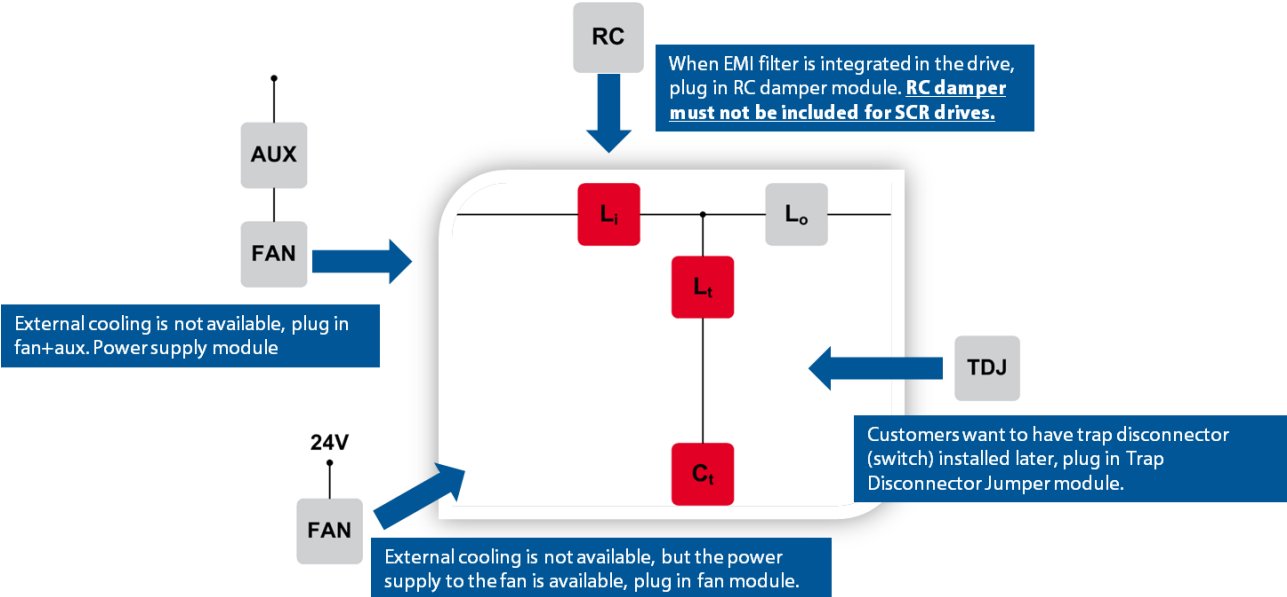 RC
When EMI filter is integrated in the drive,
plug in RC damper module. RC damper
must not be included for SCR drives.
AUX
FAN
External cooling is not available, plug in
fan+aux. Power supply module
Li
Lo
Lt
Ct
TDJ
Customers want to have trap disconnector
(switch) installed later, plug in Trap
Disconnector Jumper module.
24V
FAN
External cooling is not available, but the power
supply to the fan is available, plug in fan module.